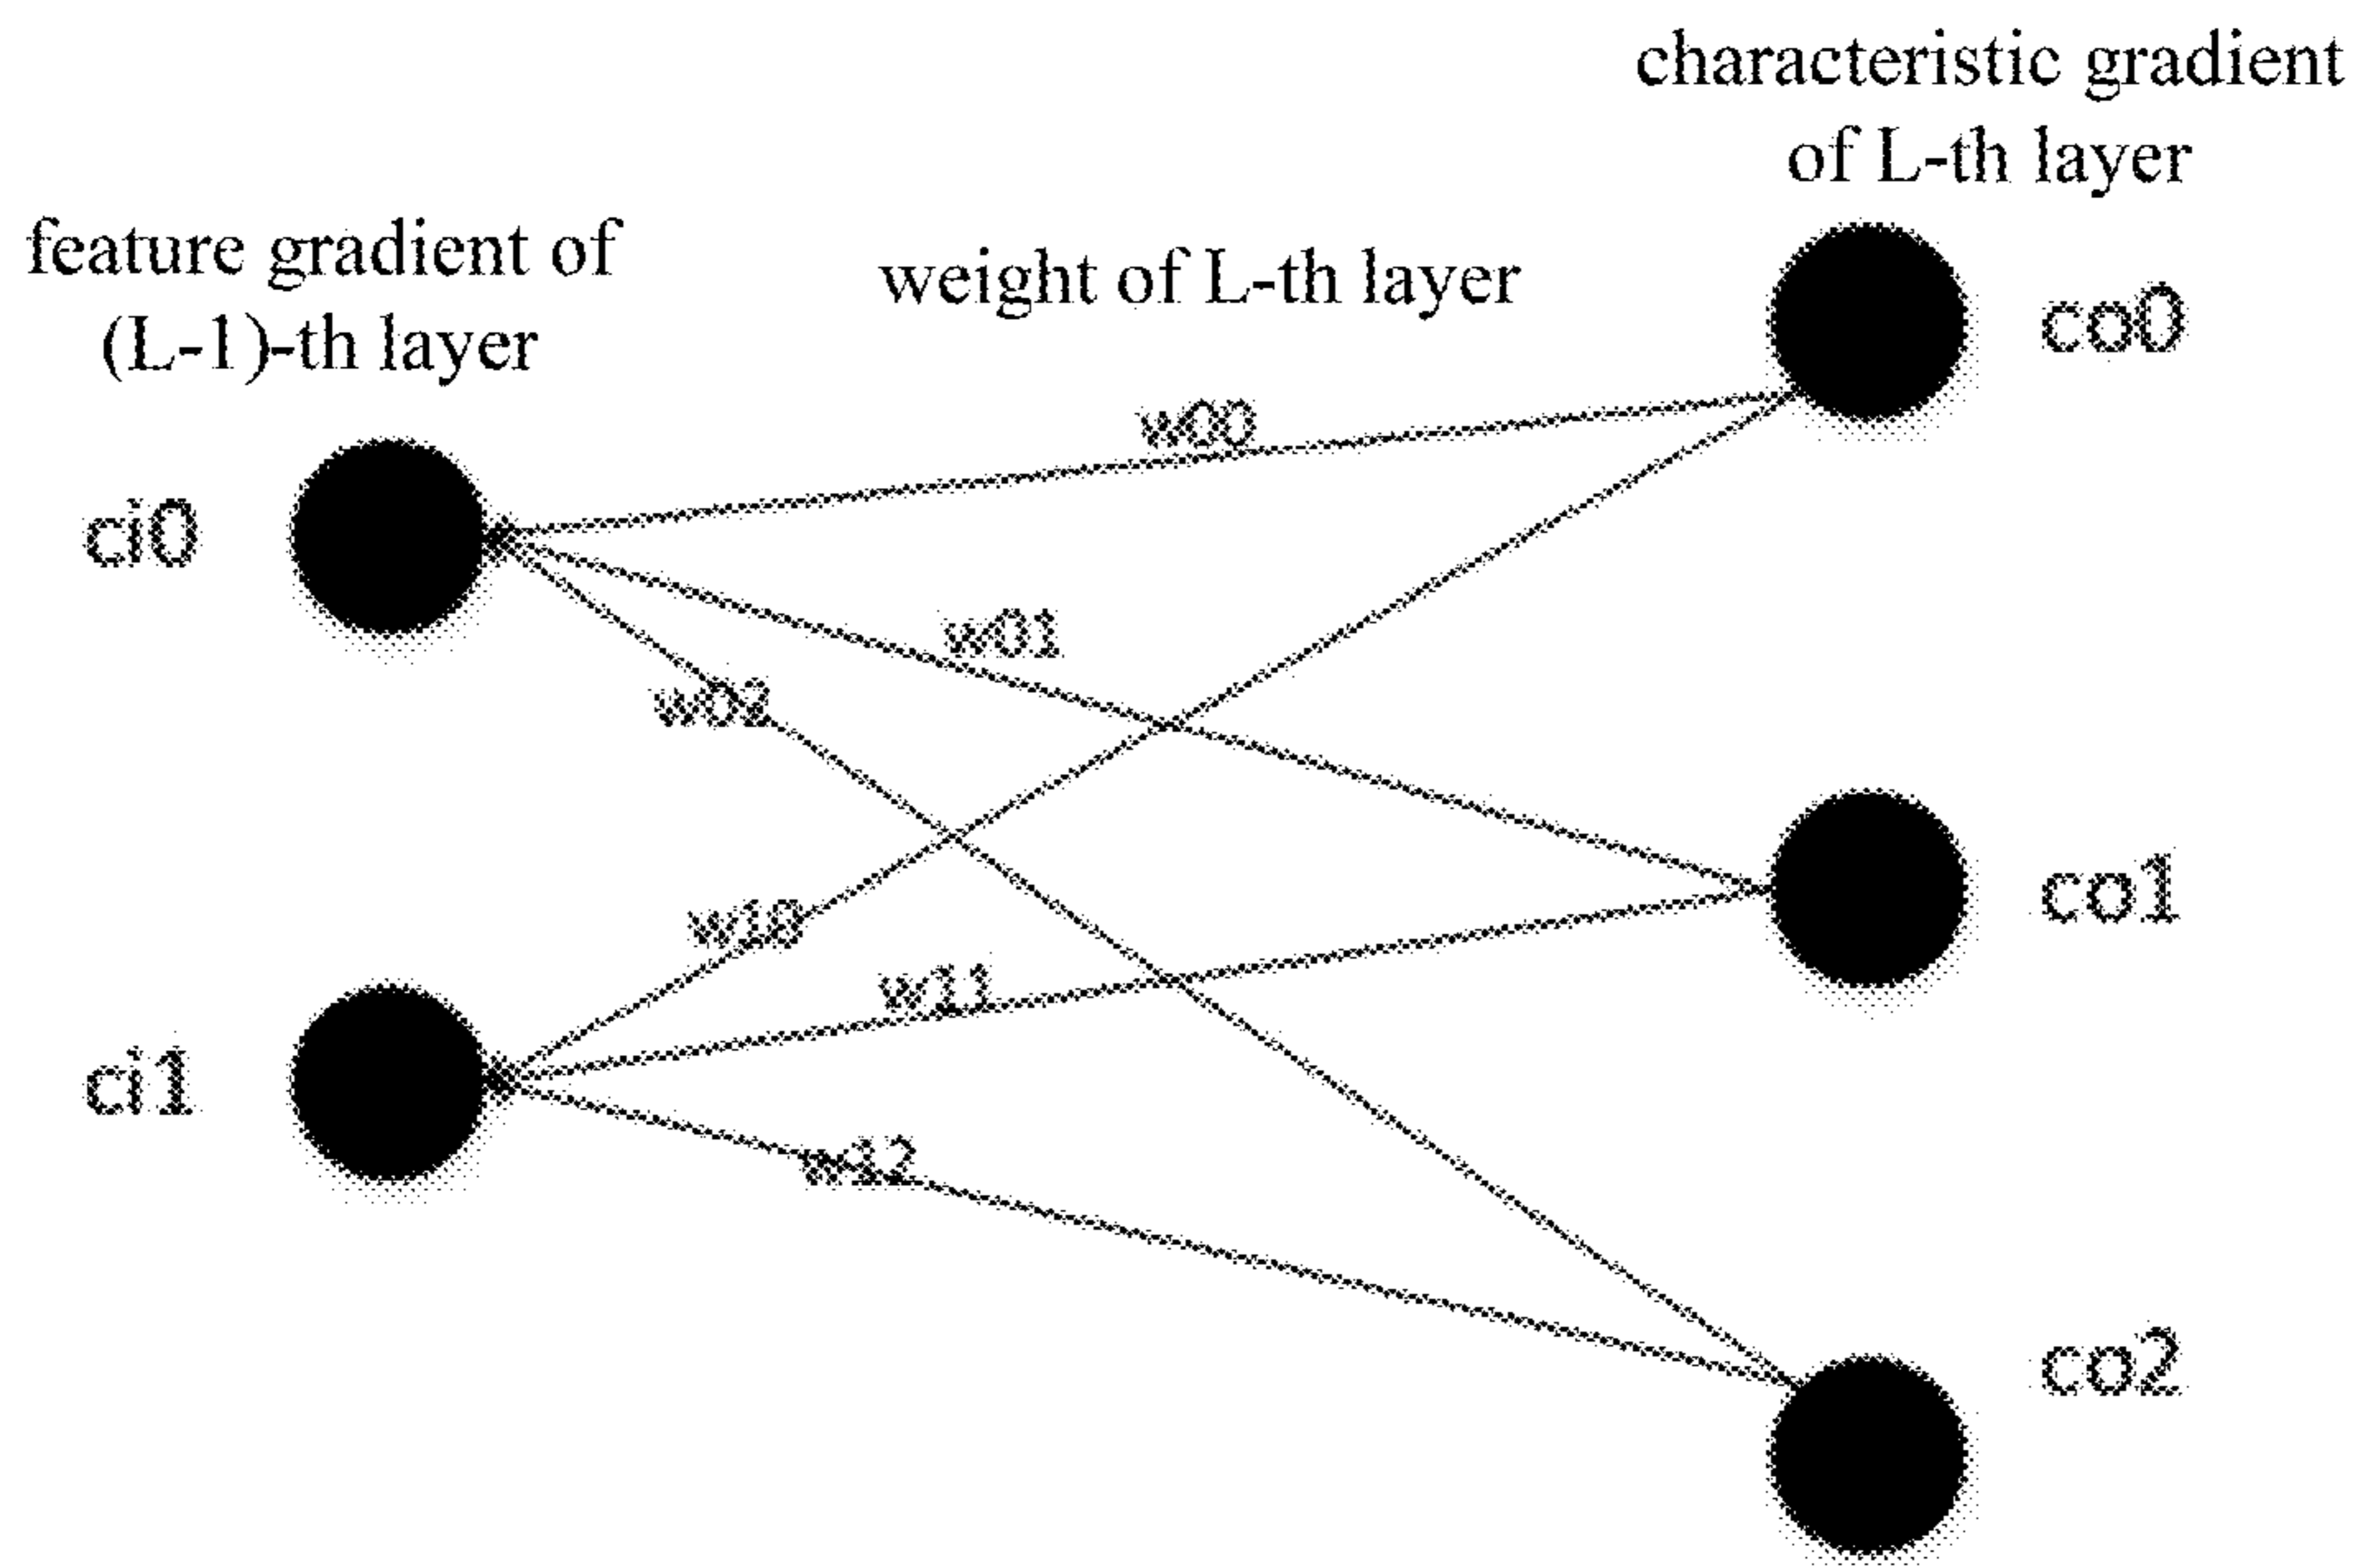 characteristic gradient
of L-th layer
feature gradient of
(L-1)-th layer
weight of L-th layer
co0
w00
ci0
w01
w02
co1
w10
w11
ci1
w12
co2